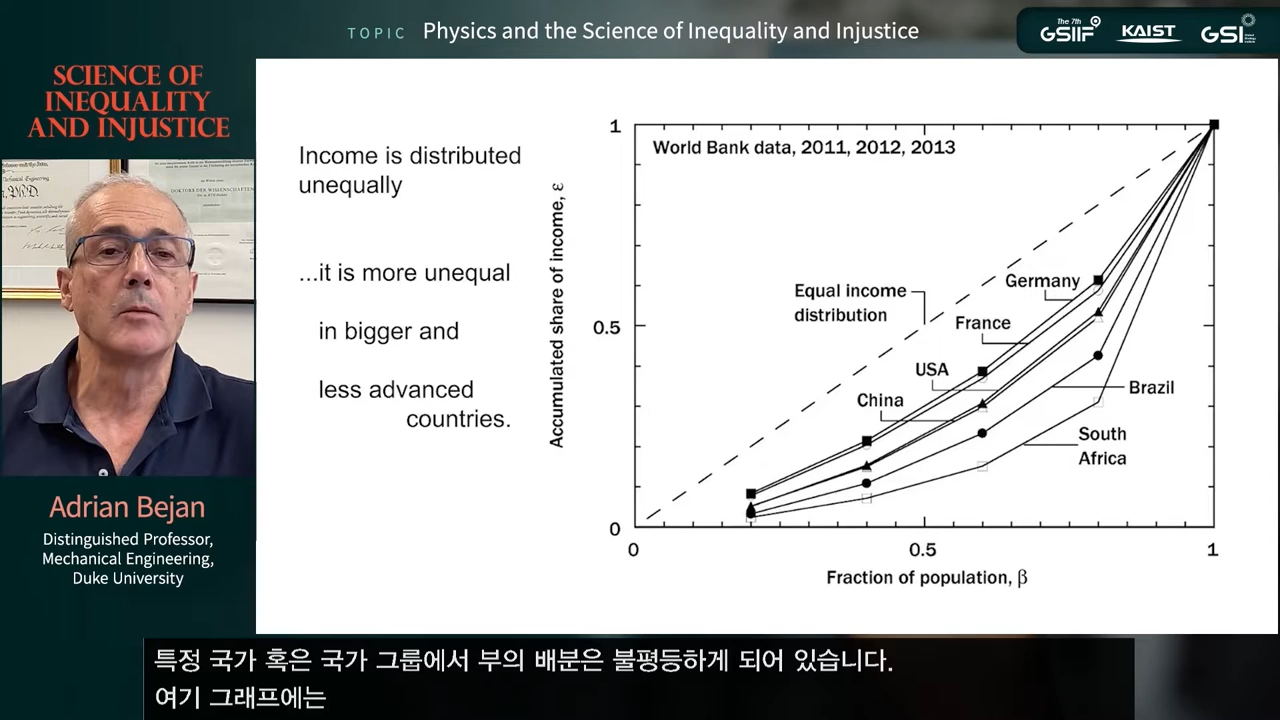 TOPIC Physics and the Science of Inequality and Injustice
The 7th
GSIIF
KAIST
GSI
SCIENCE OF
INEQUALITY
AND INJUSTICE
DOKTORS DER WISSENSCHAFTEN
Adrian Bejan
Distinguished Professor,
Mechanical Engineering,
Duke University
Income is distributed
unequally
...it is more unequal
in bigger and
less advanced
countries.
World Bank data, 2011, 2012, 2013
Accumulated share of income, ε
1
0.5
0
Equal income
distribution
Germany
France
USA
China
Brazil
South
Africa
0
0.5
1
Fraction of population, β
특정 국가 혹은 국가 그룹에서 부의 배분은 불평등하게 되어 있습니다.
여기 그래프에는